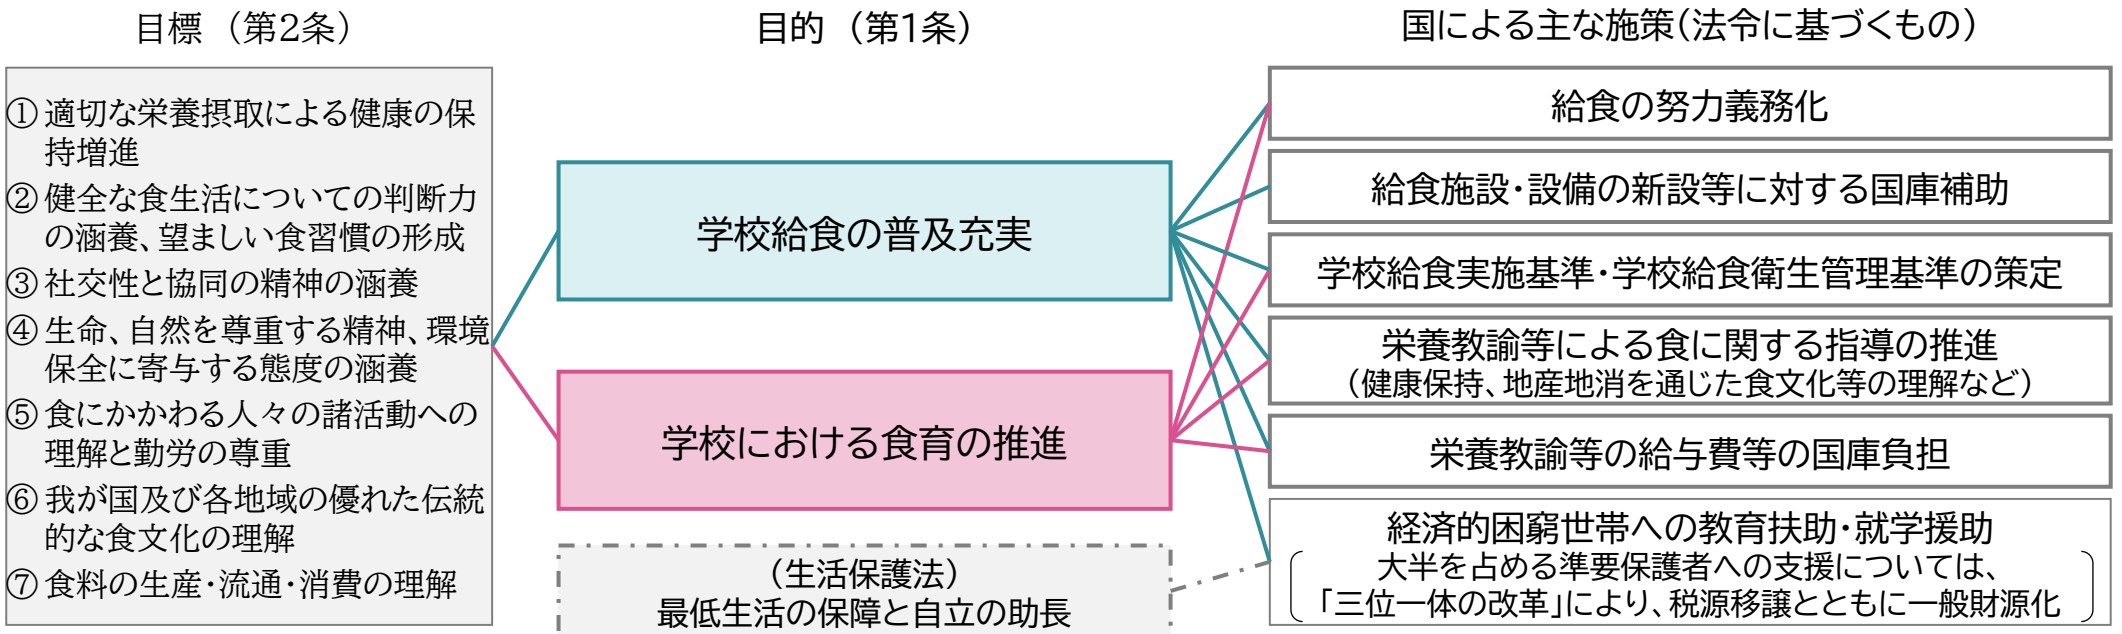 目標（第２条）
① 適切な栄養摂取による健康の保
持増進
② 健全な食生活についての判断力
の涵養、望ましい食習慣の形成
③ 社交性と協同の精神の涵養
④ 生命、自然を尊重する精神、環境
保全に寄与する態度の涵養
⑤ 食にかかわる人々の諸活動への
理解と勤労の尊重
⑥ 我が国及び各地域の優れた伝統
的な食文化の理解
⑦ 食料の生産・流通・消費の理解
目的（第1条）
学校給食の普及充実
学校における食育の推進
（生活保護法）
最低生活の保障と自立の助長
国による主な施策（法令に基づくもの）
給食の努力義務化
給食施設・設備の新設等に対する国庫補助
学校給食実施基準・学校給食衛生管理基準の策定
栄養教諭等による食に関する指導の推進
（健康保持、地産地消を通じた食文化等の理解など）
栄養教諭等の給与費等の国庫負担
経済的困窮世帯への教育扶助・就学援助
大半を占める準要保護者への支援については、
「三位一体の改革」により、税源移譲とともに一般財源化